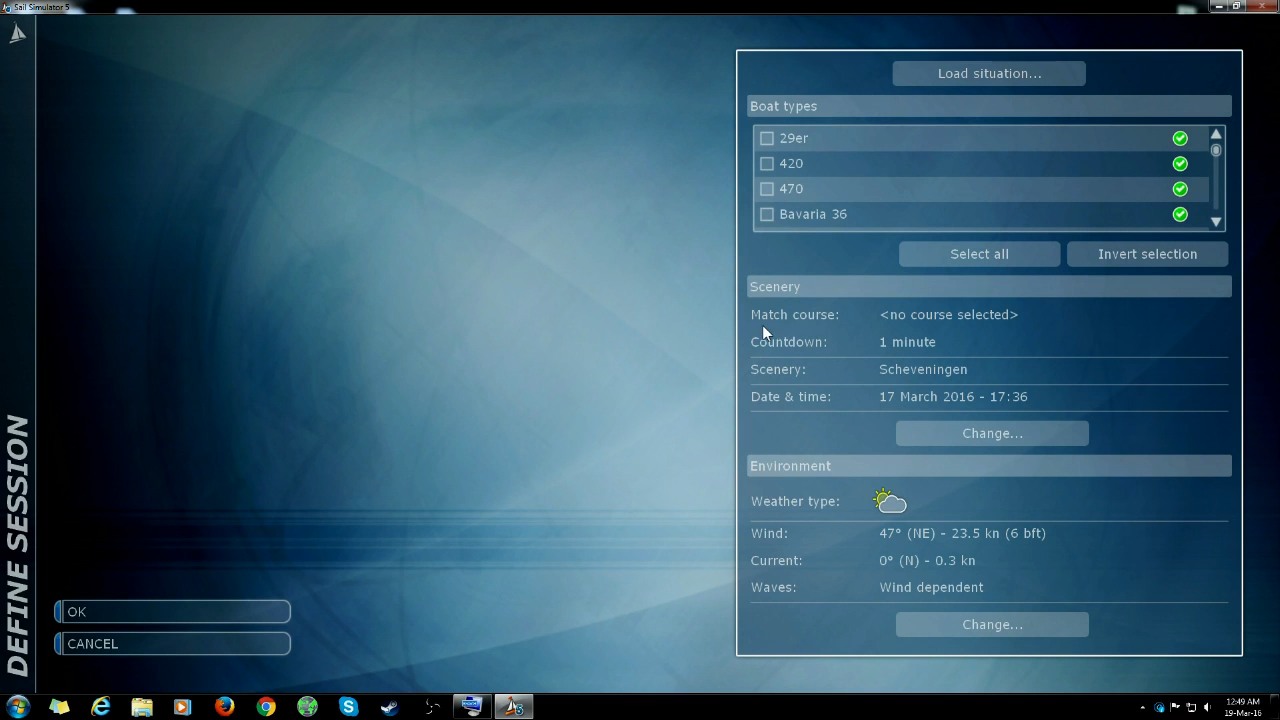 Sail Simulator 5
Load situation...
Boat types
29er
420
470
Bavaria 36
Select all
Invert selection
Scenery
Match course: <no course selected>
Countdown: 1 minute
Scenery: Scheveningen
Date & time: 17 March 2016 - 17:36
Change...
Environment
Weather type:
Wind: 47° (NE) - 23.5 kn (6 bft)
Current: 0° (N) - 0.3 kn
Waves: Wind dependent
Change...
DEFINE SESSION
OK
CANCEL
12:49 AM
19-Mar-16